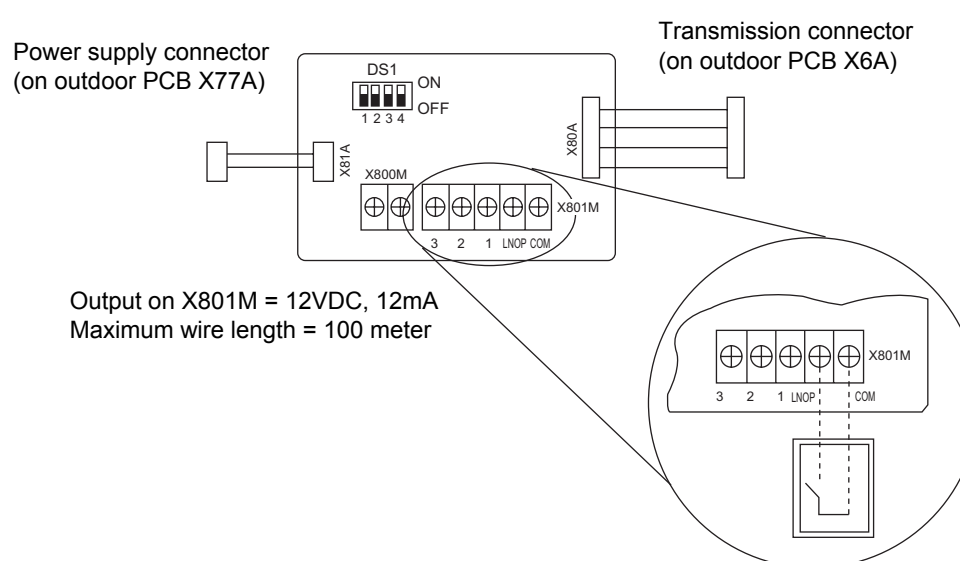 Power supply connector
(on outdoor PCB X77A)
Transmission connector
(on outdoor PCB X6A)
DS1
ON
OFF
1 2 3 4
X81A
X80A
X800M
X801M
3 2 1 LNOP COM
Output on X801M = 12VDC, 12mA
Maximum wire length = 100 meter
X801M
3 2 1 LNOP COM